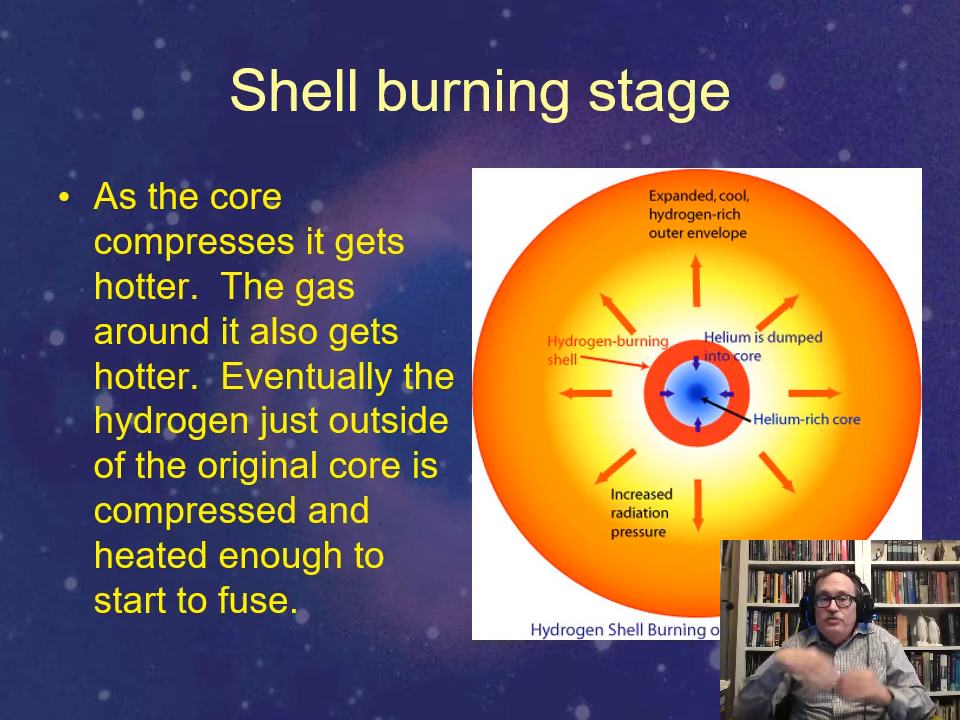 Shell burning stage
• As the core
compresses it gets
hotter.  The gas
around it also gets
hotter.  Eventually the
hydrogen just outside
of the original core is
compressed and
heated enough to
start to fuse.
Expanded, cool,
hydrogen-rich
outer envelope
Hydrogen-burning
shell
Helium is dumped
into core
Helium-rich core
Increased
radiation
pressure
Hydrogen Shell Burning o